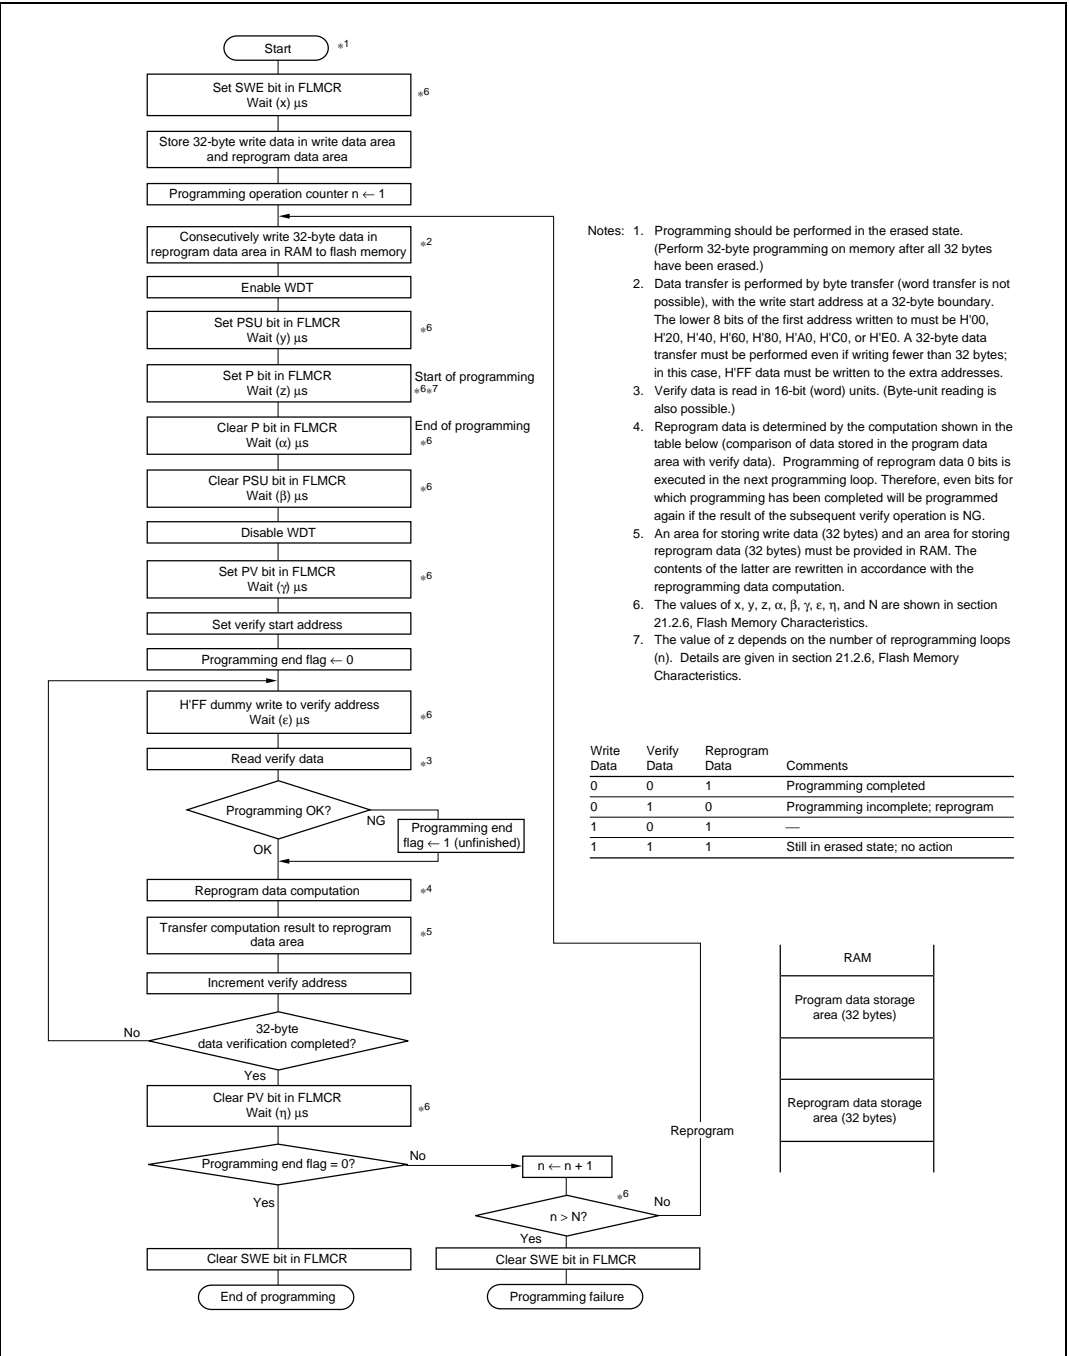 Start *1
Set SWE bit in FLMCR
Wait (x) μs
*6
Store 32-byte write data in write data area
and reprogram data area
Programming operation counter n ← 1
Consecutively write 32-byte data in
reprogram data area in RAM to flash memory
*2
Enable WDT
Set PSU bit in FLMCR
Wait (y) μs
*6
Set P bit in FLMCR
Wait (z) μs
Start of programming
*6*7
Clear P bit in FLMCR
Wait (α) μs
End of programming
*6
Clear PSU bit in FLMCR
Wait (β) μs
*6
Disable WDT
Set PV bit in FLMCR
Wait (γ) μs
*6
Set verify start address
Programming end flag ← 0
H'FF dummy write to verify address
Wait (ε) μs
*6
Read verify data
*3
Programming OK?
NG
Programming end
flag ← 1 (unfinished)
OK
Reprogram data computation
*4
Transfer computation result to reprogram
data area
*5
Increment verify address
32-byte
data verification completed?
No
Yes
Clear PV bit in FLMCR
Wait (η) μs
*6
Programming end flag = 0?
No
Yes
n ← n + 1
*6
n > N?
No
Yes
Reprogram
Clear SWE bit in FLMCR
Clear SWE bit in FLMCR
End of programming
Programming failure
Notes: 1. Programming should be performed in the erased state.
(Perform 32-byte programming on memory after all 32 bytes
have been erased.)
2. Data transfer is performed by byte transfer (word transfer is not
possible), with the write start address at a 32-byte boundary.
The lower 8 bits of the first address written to must be H'00,
H'20, H'40, H'60, H'80, H'A0, H'C0, or H'E0. A 32-byte data
transfer must be performed even if writing fewer than 32 bytes;
in this case, H'FF data must be written to the extra addresses.
3. Verify data is read in 16-bit (word) units. (Byte-unit reading is
also possible.)
4. Reprogram data is determined by the computation shown in the
table below (comparison of data stored in the program data
area with verify data). Programming of reprogram data 0 bits is
executed in the next programming loop. Therefore, even bits for
which programming has been completed will be programmed
again if the result of the subsequent verify operation is NG.
5. An area for storing write data (32 bytes) and an area for storing
reprogram data (32 bytes) must be provided in RAM. The
contents of the latter are rewritten in accordance with the
reprogramming data computation.
6. The values of x, y, z, α, β, γ, ε, η, and N are shown in section
21.2.6, Flash Memory Characteristics.
7. The value of z depends on the number of reprogramming loops
(n). Details are given in section 21.2.6, Flash Memory
Characteristics.
Write Verify Reprogram
Data Data Data Comments
0 0 1 Programming completed
0 1 0 Programming incomplete; reprogram
1 0 1 —
1 1 1 Still in erased state; no action
RAM
Program data storage
area (32 bytes)
Reprogram data storage
area (32 bytes)